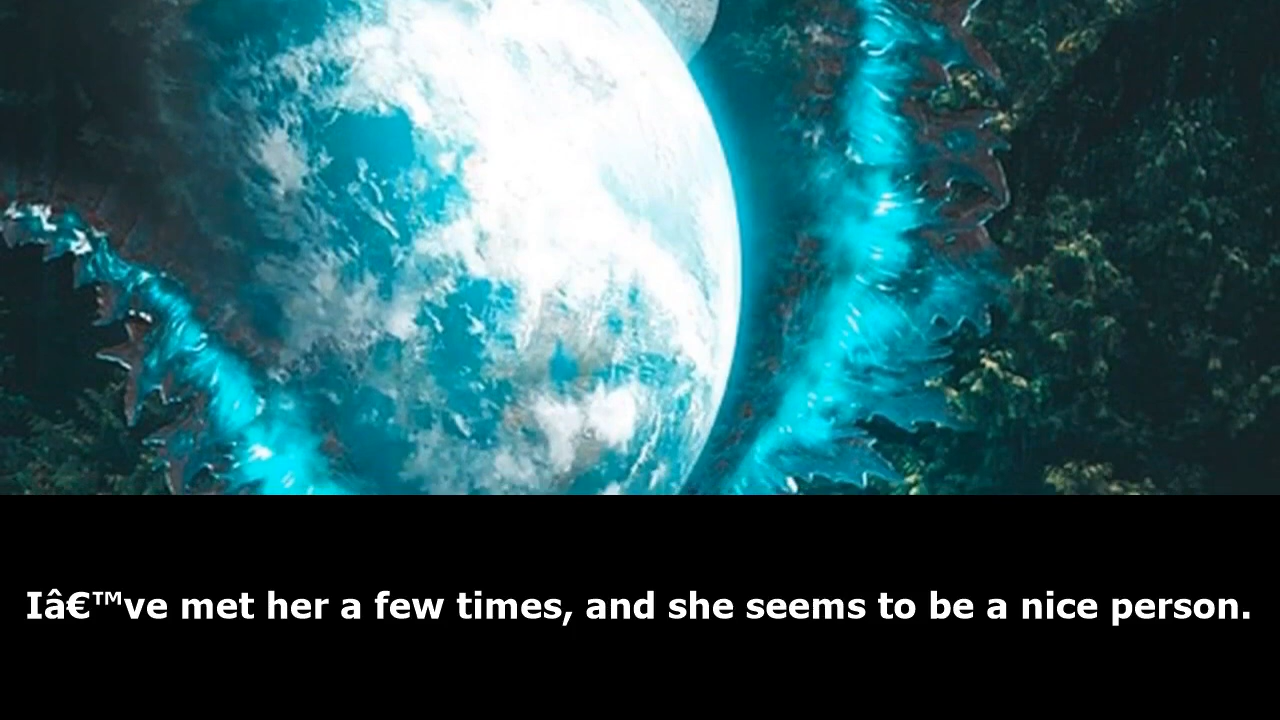 Iâ€™ve met her a few times, and she seems to be a nice person.